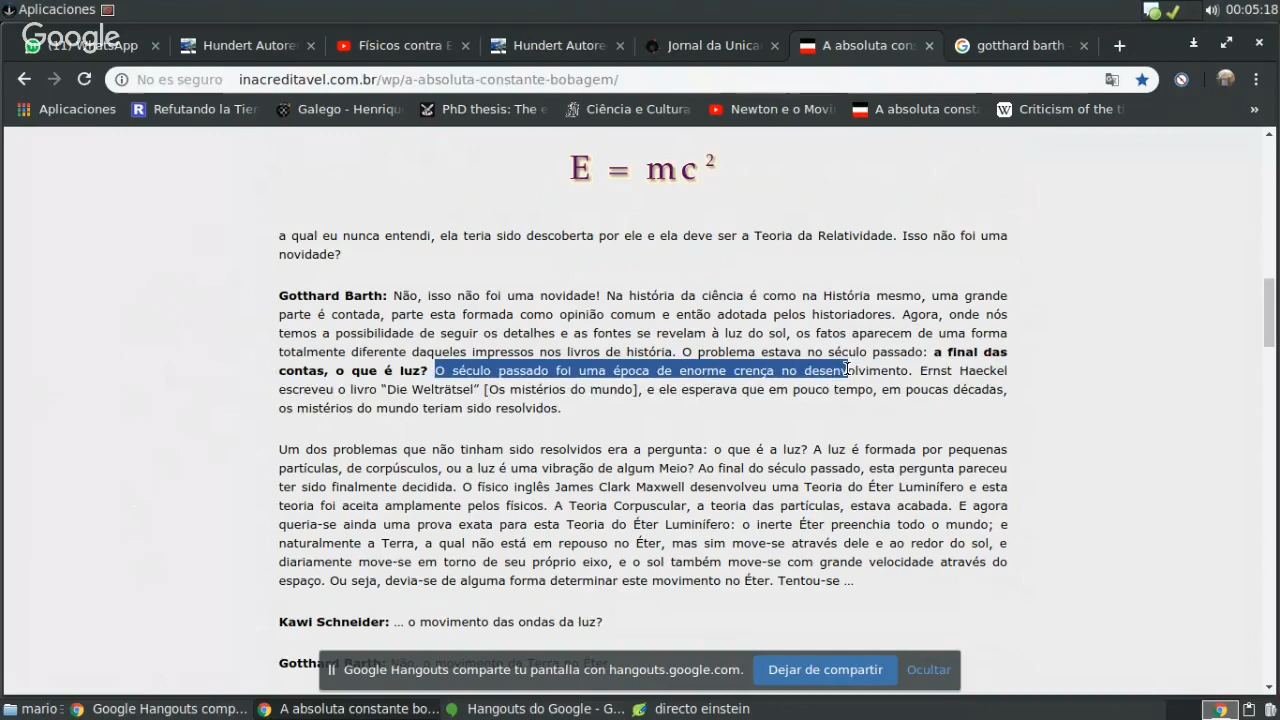 Aplicaciones
00:05:18
Google
(11) WhatsApp
Hundert Autore
Físicos contra E
Hundert Autore
Jornal da Unica
A absoluta cons
gotthard barth -
No es seguro
inacreditavel.com.br/wp/a-absoluta-constante-bobagem/
Aplicaciones
Refutando la Tier
Galego - Henriqu
PhD thesis: The e
Ciência e Cultura
Newton e o Movi
A absoluta consta
Criticism of the t
»
E = mc²
a qual eu nunca entendi, ela teria sido descoberta por ele e ela deve ser a Teoria da Relatividade. Isso não foi uma
novidade?
Gotthard Barth: Não, isso não foi uma novidade! Na história da ciência é como na História mesmo, uma grande
parte é contada, parte esta formada como opinião comum e então adotada pelos historiadores. Agora, onde nós
temos a possibilidade de seguir os detalhes e as fontes se revelam à luz do sol, os fatos aparecem de uma forma
totalmente diferente daqueles impressos nos livros de história. O problema estava no século passado: a final das
contas, o que é luz? O século passado foi uma época de enorme crença no desenvolvimento. Ernst Haeckel
escreveu o livro “Die Welträtsel” [Os mistérios do mundo], e ele esperava que em pouco tempo, em poucas décadas,
os mistérios do mundo teriam sido resolvidos.
Um dos problemas que não tinham sido resolvidos era a pergunta: o que é a luz? A luz é formada por pequenas
partículas, de corpúsculos, ou a luz é uma vibração de algum Meio? Ao final do século passado, esta pergunta pareceu
ter sido finalmente decidida. O físico inglês James Clark Maxwell desenvolveu uma Teoria do Éter Luminífero e esta
teoria foi aceita amplamente pelos físicos. A Teoria Corpuscular, a teoria das partículas, estava acabada. E agora
queria-se ainda uma prova exata para esta Teoria do Éter Luminífero: o inerte Éter preenchia todo o mundo; e
naturalmente a Terra, a qual não está em repouso no Éter, mas sim move-se através dele e ao redor do sol, e
diariamente move-se em torno de seu próprio eixo, e o sol também move-se com grande velocidade através do
espaço. Ou seja, devia-se de alguma forma determinar este movimento no Éter. Tentou-se ...
Kawi Schneider: ... o movimento das ondas da luz?
Gotthard Barth: Não, o movimento da Terra no Éter
Google Hangouts comparte tu pantalla con hangouts.google.com.
Dejar de compartir
Ocultar
mario
Google Hangouts comp...
A absoluta constante bo...
Hangouts do Google - G...
directo einstein